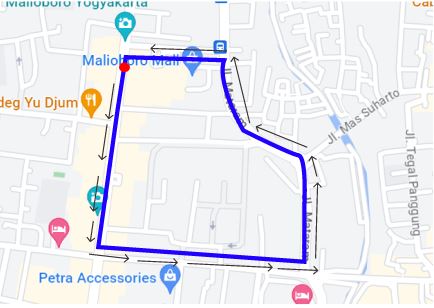 Malioboro Yogyakarta
Cab
Malioboro Mall
deg Yu Djum
Jl. Mataram
Jl. Mas Suharto
Jl. Tegal Panggung
Jl. Mataram
Petra Accessories